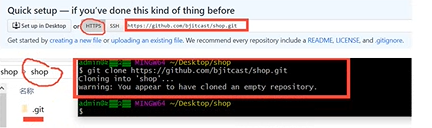 Quick setup — if you've done this kind of thing before
Set up in Desktop or HTTPS SSH https://github.com/bjitcast/shop.git
Get started by creating a new file or uploading an existing file. We recommend every repository include a README, LICENSE, and .gitignore.
shop > shop
名称
.git
admin@ MINGW64 ~/Desktop/shop
$ git clone https://github.com/bjitcast/shop.git
Cloning into 'shop'...
warning: You appear to have cloned an empty repository.
admin@ MINGW64 ~/Desktop/shop